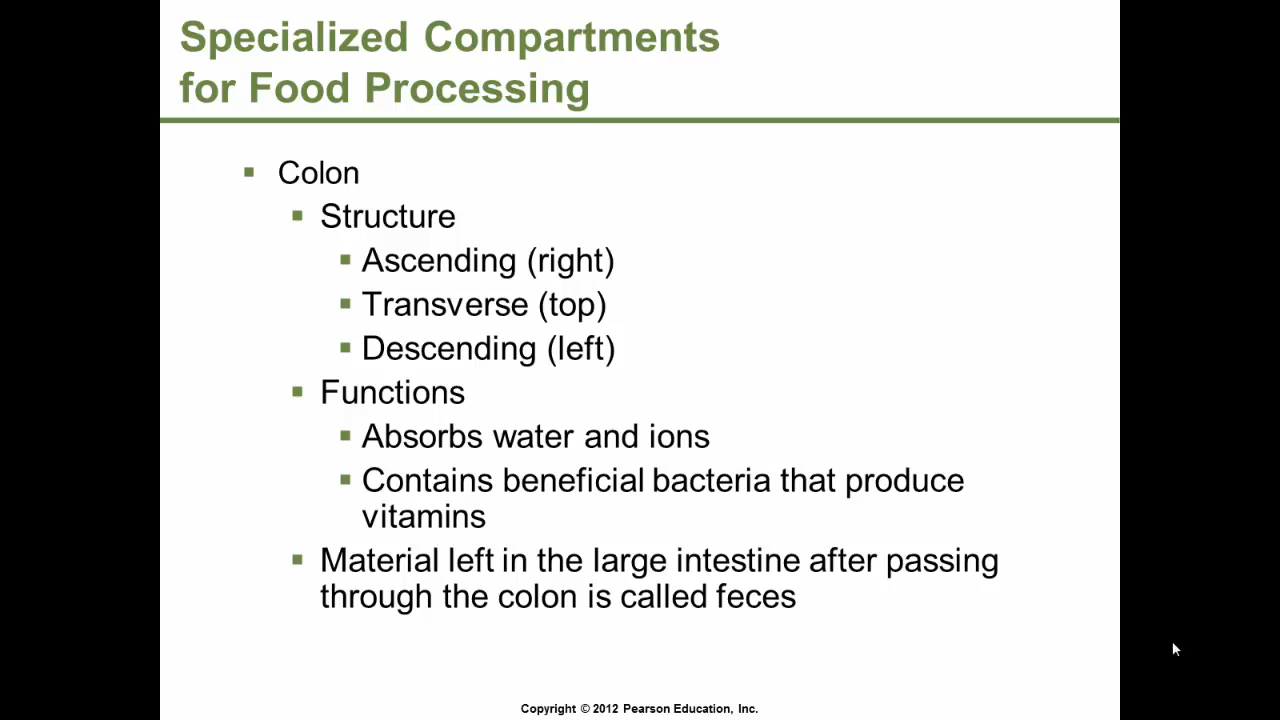 Specialized Compartments
for Food Processing
▪ Colon
▪ Structure
▪ Ascending (right)
▪ Transverse (top)
▪ Descending (left)
▪ Functions
▪ Absorbs water and ions
▪ Contains beneficial bacteria that produce
vitamins
▪ Material left in the large intestine after passing
through the colon is called feces
Copyright © 2012 Pearson Education, Inc.